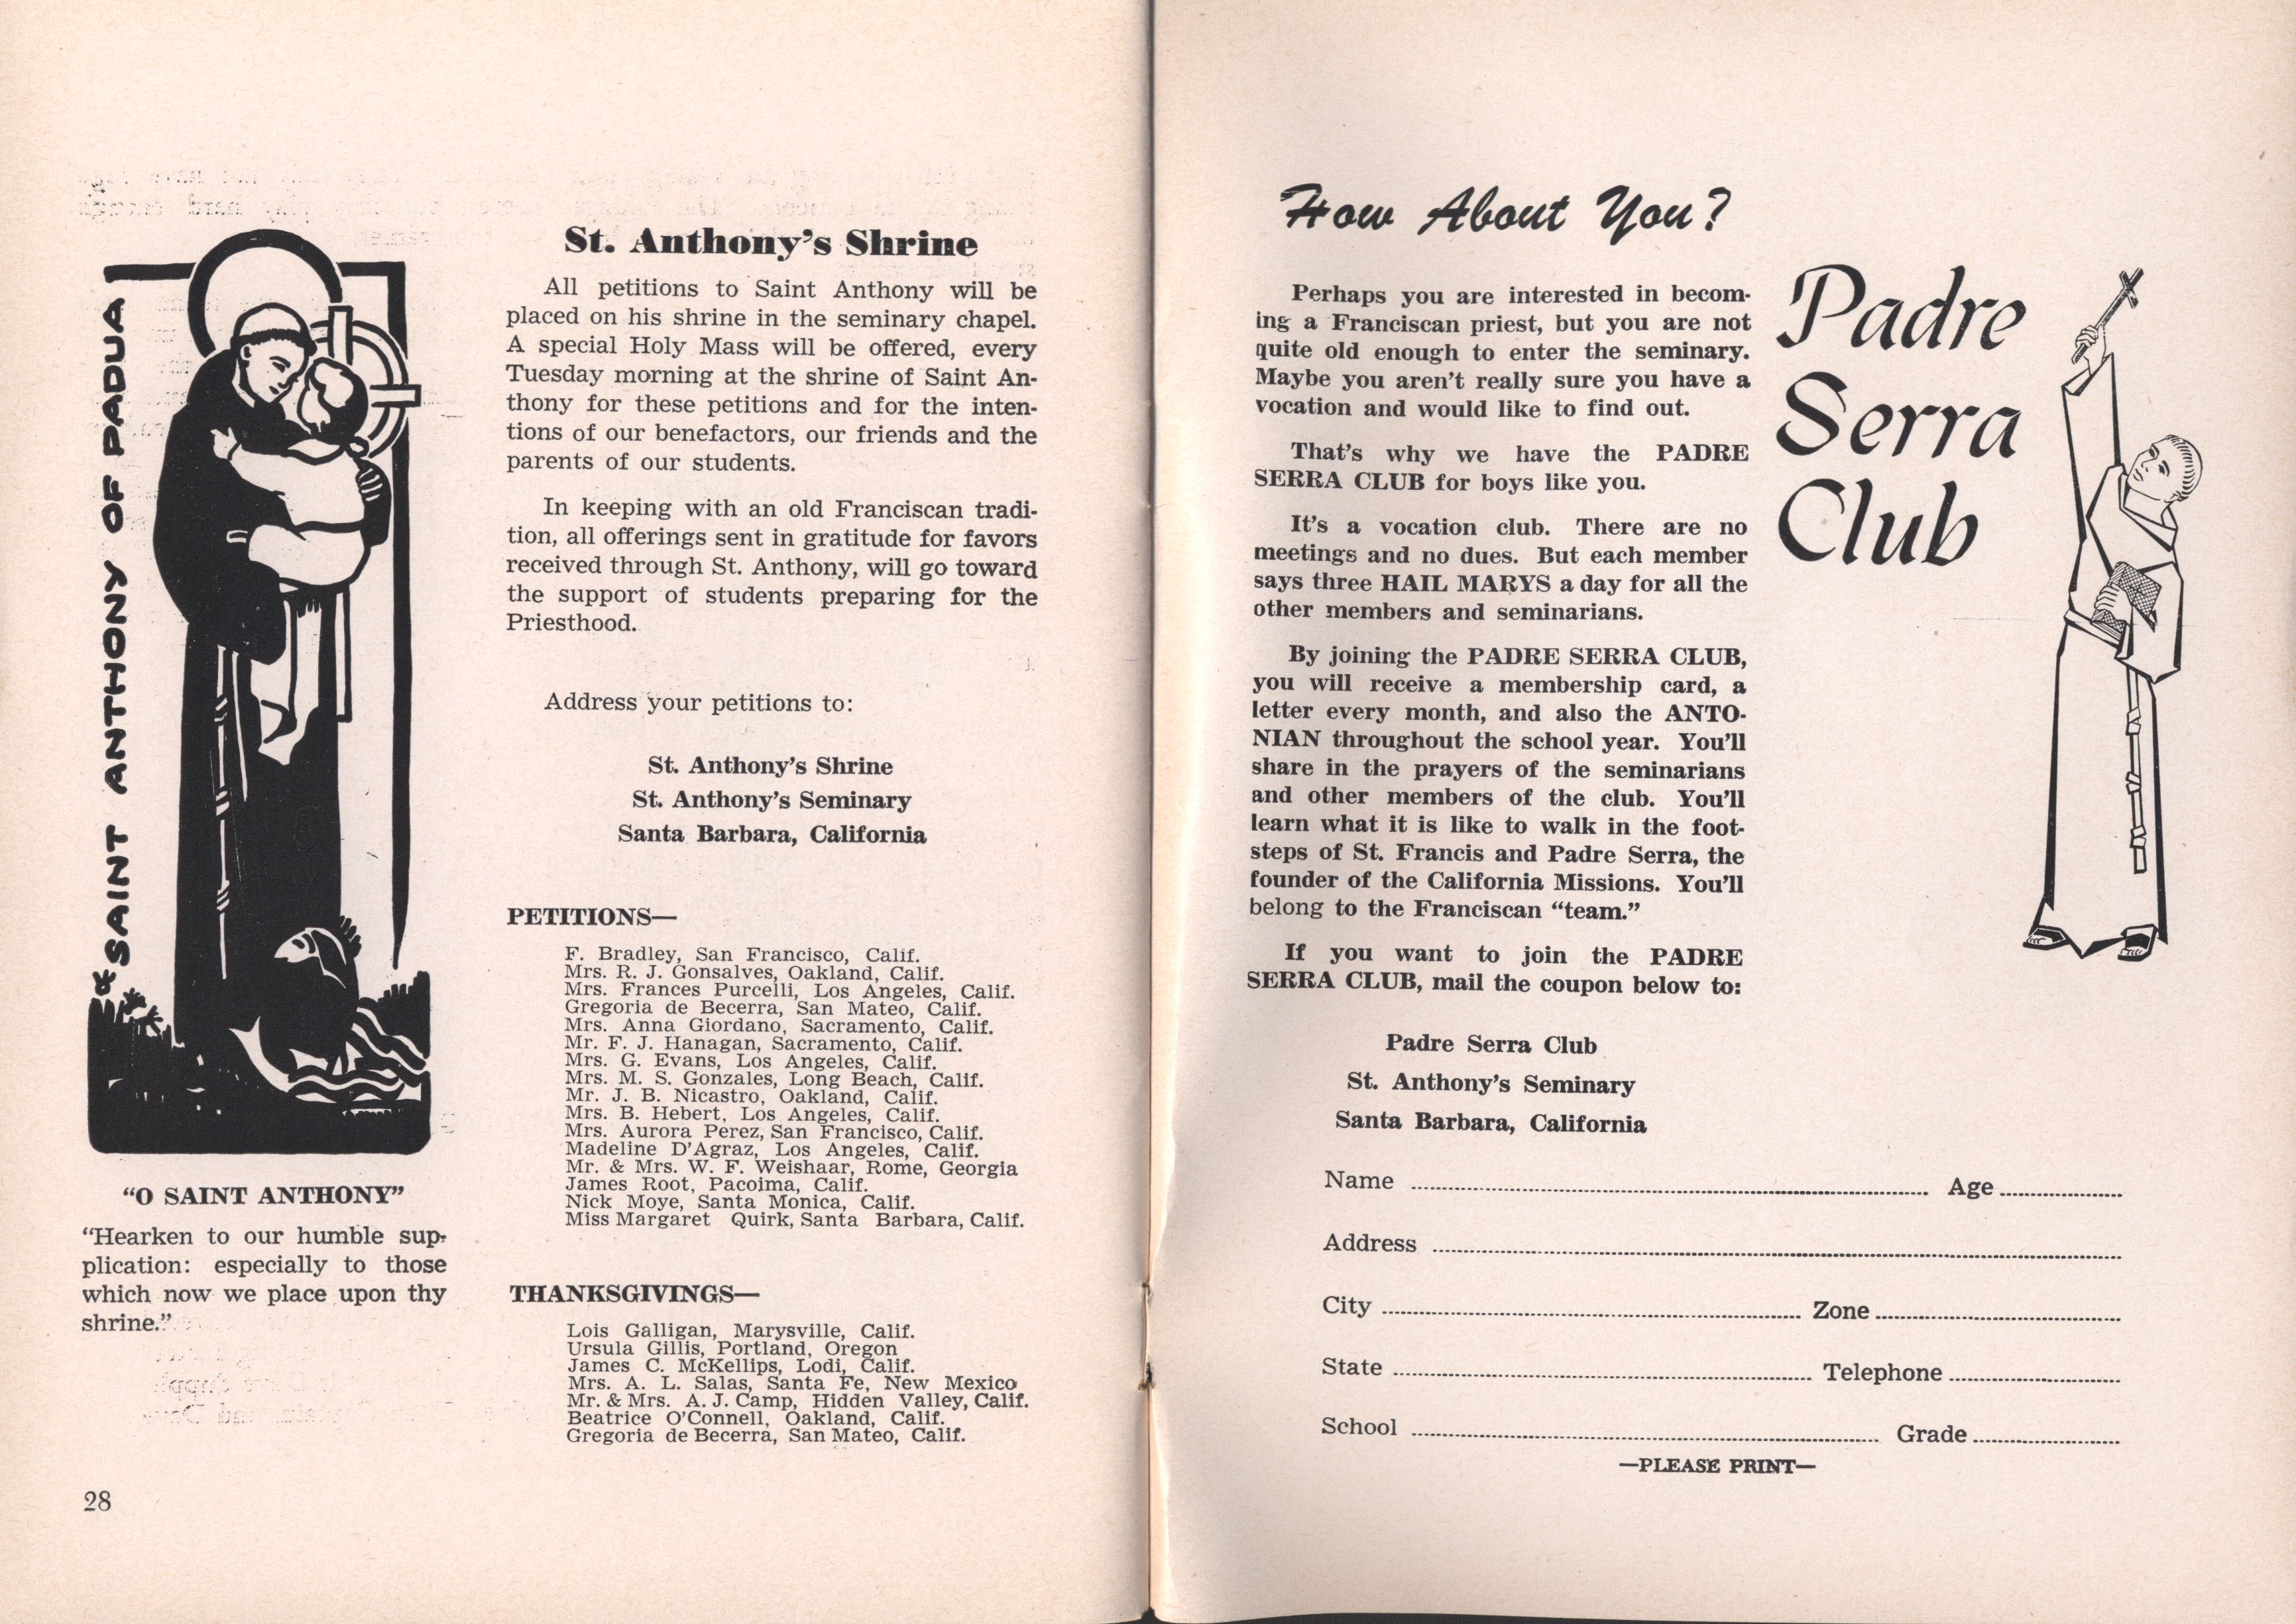 SAINT ANTHONY OF PADUA
"O SAINT ANTHONY"
"Hearken to our humble sup-
plication: especially to those
which now we place upon thy
shrine."
28
St. Anthony's Shrine
All petitions to Saint Anthony will be
placed on his shrine in the seminary chapel.
A special Holy Mass will be offered, every
Tuesday morning at the shrine of Saint An-
thony for these petitions and for the inten-
tions of our benefactors, our friends and the
parents of our students.
In keeping with an old Franciscan tradi-
tion, all offerings sent in gratitude for favors
received through St. Anthony, will go toward
the support of students preparing for the
Priesthood.
Address your petitions to:
St. Anthony's Shrine
St. Anthony's Seminary
Santa Barbara, California
PETITIONS—
F. Bradley, San Francisco, Calif.
Mrs. R. J. Gonsalves, Oakland, Calif.
Mrs. Frances Purcelli, Los Angeles, Calif.
Gregoria de Becerra, San Mateo, Calif.
Mrs. Anna Giordano, Sacramento, Calif.
Mr. F. J. Hanagan, Sacramento, Calif.
Mrs. G. Evans, Los Angeles, Calif.
Mrs. M. S. Gonzales, Long Beach, Calif.
Mr. J. B. Nicastro, Oakland, Calif.
Mrs. B. Hebert, Los Angeles, Calif.
Mrs. Aurora Perez, San Francisco, Calif.
Madeline D'Agraz, Los Angeles, Calif.
Mr. & Mrs. W. F. Weishaar, Rome, Georgia
James Root, Pacoima, Calif.
Nick Moye, Santa Monica, Calif.
Miss Margaret Quirk, Santa Barbara, Calif.
THANKSGIVINGS—
Lois Galligan, Marysville, Calif.
Ursula Gillis, Portland, Oregon
James C. McKellips, Lodi, Calif.
Mrs. A. L. Salas, Santa Fe, New Mexico
Mr. & Mrs. A. J. Camp, Hidden Valley, Calif.
Beatrice O'Connell, Oakland, Calif.
Gregoria de Becerra, San Mateo, Calif.
How About You?
Perhaps you are interested in becom-
ing a Franciscan priest, but you are not
quite old enough to enter the seminary.
Maybe you aren't really sure you have a
vocation and would like to find out.
That's why we have the PADRE
SERRA CLUB for boys like you.
It's a vocation club. There are no
meetings and no dues. But each member
says three HAIL MARYS a day for all the
other members and seminarians.
By joining the PADRE SERRA CLUB,
you will receive a membership card, a
letter every month, and also the ANTO-
NIAN throughout the school year. You'll
share in the prayers of the seminarians
and other members of the club. You'll
learn what it is like to walk in the foot-
steps of St. Francis and Padre Serra, the
founder of the California Missions. You'll
belong to the Franciscan "team."
If you want to join the PADRE
SERRA CLUB, mail the coupon below to:
Padre Serra Club
St. Anthony's Seminary
Santa Barbara, California
Padre
Serra
Club
Name Age
Address
City Zone
State Telephone
School Grade
—PLEASE PRINT—